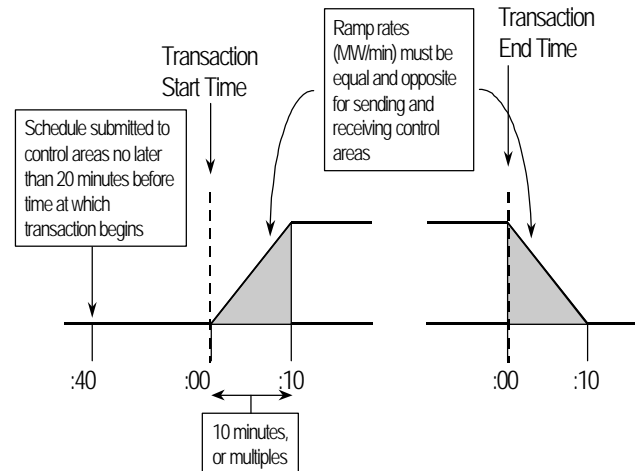 Transaction
Start Time
Ramp rates
(MW/min) must be
equal and opposite
for sending and
receiving control
areas
Transaction
End Time
Schedule submitted to
control areas no later
than 20 minutes before
time at which
transaction begins
:40
:00
:10
:00
:10
10 minutes,
or multiples